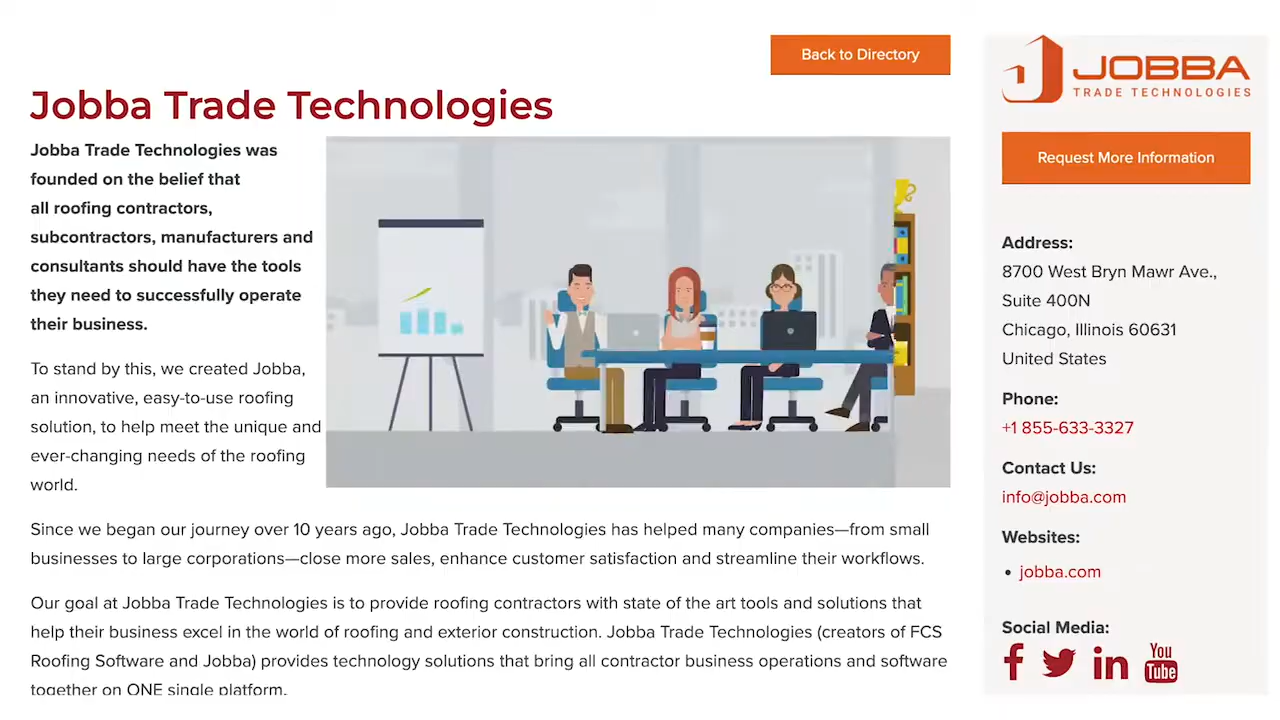 Back to Directory
Jobba Trade Technologies
Jobba Trade Technologies was
founded on the belief that
all roofing contractors,
subcontractors, manufacturers and
consultants should have the tools
they need to successfully operate
their business.
To stand by this, we created Jobba,
an innovative, easy-to-use roofing
solution, to help meet the unique and
ever-changing needs of the roofing
world.
Since we began our journey over 10 years ago, Jobba Trade Technologies has helped many companies—from small
businesses to large corporations—close more sales, enhance customer satisfaction and streamline their workflows.
Our goal at Jobba Trade Technologies is to provide roofing contractors with state of the art tools and solutions that
help their business excel in the world of roofing and exterior construction. Jobba Trade Technologies (creators of FCS
Roofing Software and Jobba) provides technology solutions that bring all contractor business operations and software
together on ONE single platform.
JOBBA
TRADE TECHNOLOGIES
Request More Information
Address:
8700 West Bryn Mawr Ave.,
Suite 400N
Chicago, Illinois 60631
United States
Phone:
+1 855-633-3327
Contact Us:
info@jobba.com
Websites:
• jobba.com
Social Media:
You
Tube